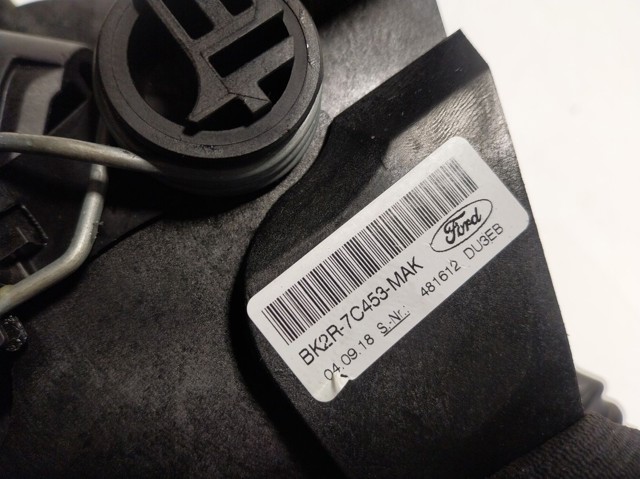 Ford
BK2R-7C453-MAK
04.09.18 S.-Nr.: 481612 DU3EB